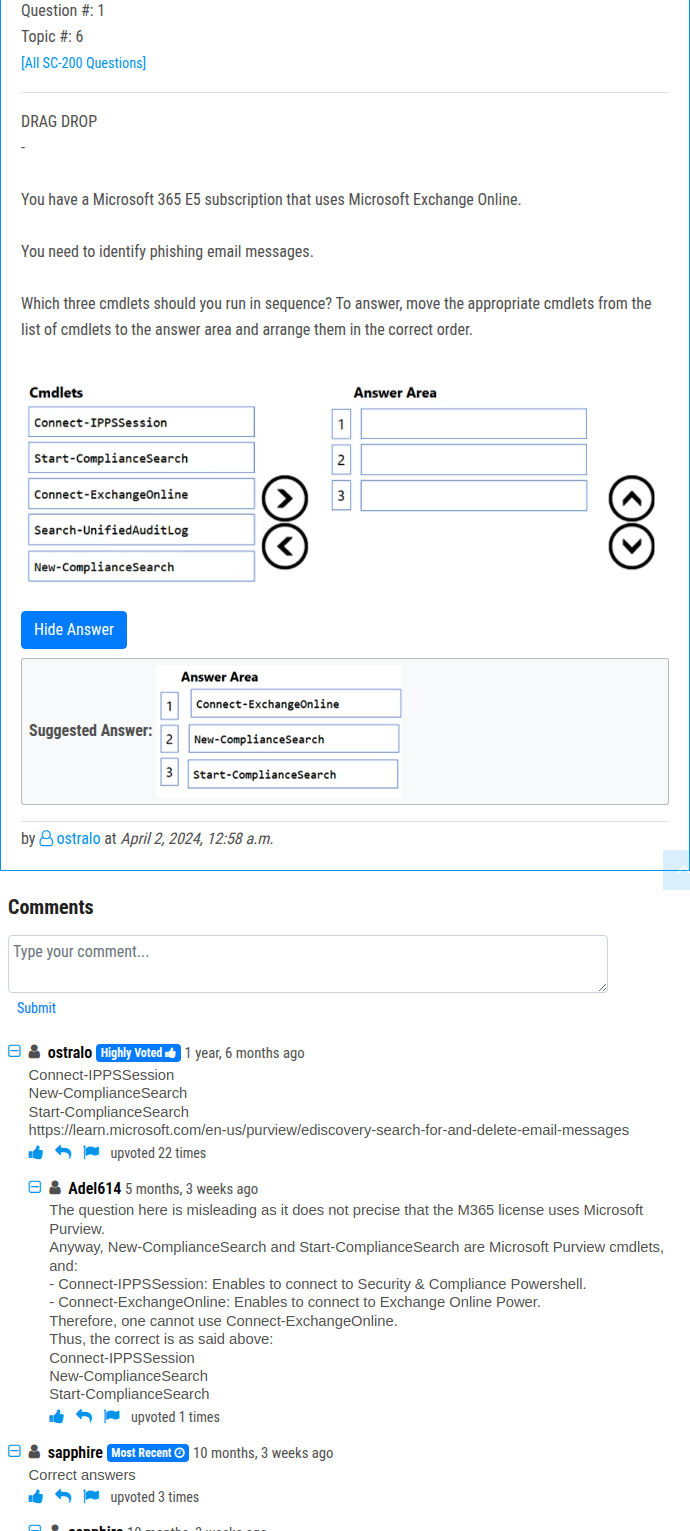 Question #: 1
Topic #: 6
[All SC-200 Questions]
DRAG DROP
-
You have a Microsoft 365 E5 subscription that uses Microsoft Exchange Online.
You need to identify phishing email messages.
Which three cmdlets should you run in sequence? To answer, move the appropriate cmdlets from the
list of cmdlets to the answer area and arrange them in the correct order.
Cmdlets
Connect-IPPSSession
Start-ComplianceSearch
Connect-ExchangeOnline
Search-UnifiedAuditLog
New-ComplianceSearch
Answer Area
1
2
3
Hide Answer
Suggested Answer:
Answer Area
1 Connect-ExchangeOnline
2 New-ComplianceSearch
3 Start-ComplianceSearch
by ostralo at April 2, 2024, 12:58 a.m.
Comments
Type your comment...
Submit
ostralo Highly Voted 1 year, 6 months ago
Connect-IPPSSession
New-ComplianceSearch
Start-ComplianceSearch
https://learn.microsoft.com/en-us/purview/ediscovery-search-for-and-delete-email-messages
upvoted 22 times
Adel614 5 months, 3 weeks ago
The question here is misleading as it does not precise that the M365 license uses Microsoft
Purview.
Anyway, New-ComplianceSearch and Start-ComplianceSearch are Microsoft Purview cmdlets,
and:
- Connect-IPPSSession: Enables to connect to Security & Compliance Powershell.
- Connect-ExchangeOnline: Enables to connect to Exchange Online Power.
Therefore, one cannot use Connect-ExchangeOnline.
Thus, the correct is as said above:
Connect-IPPSSession
New-ComplianceSearch
Start-ComplianceSearch
upvoted 1 times
sapphire Most Recent 10 months, 3 weeks ago
Correct answers
upvoted 3 times